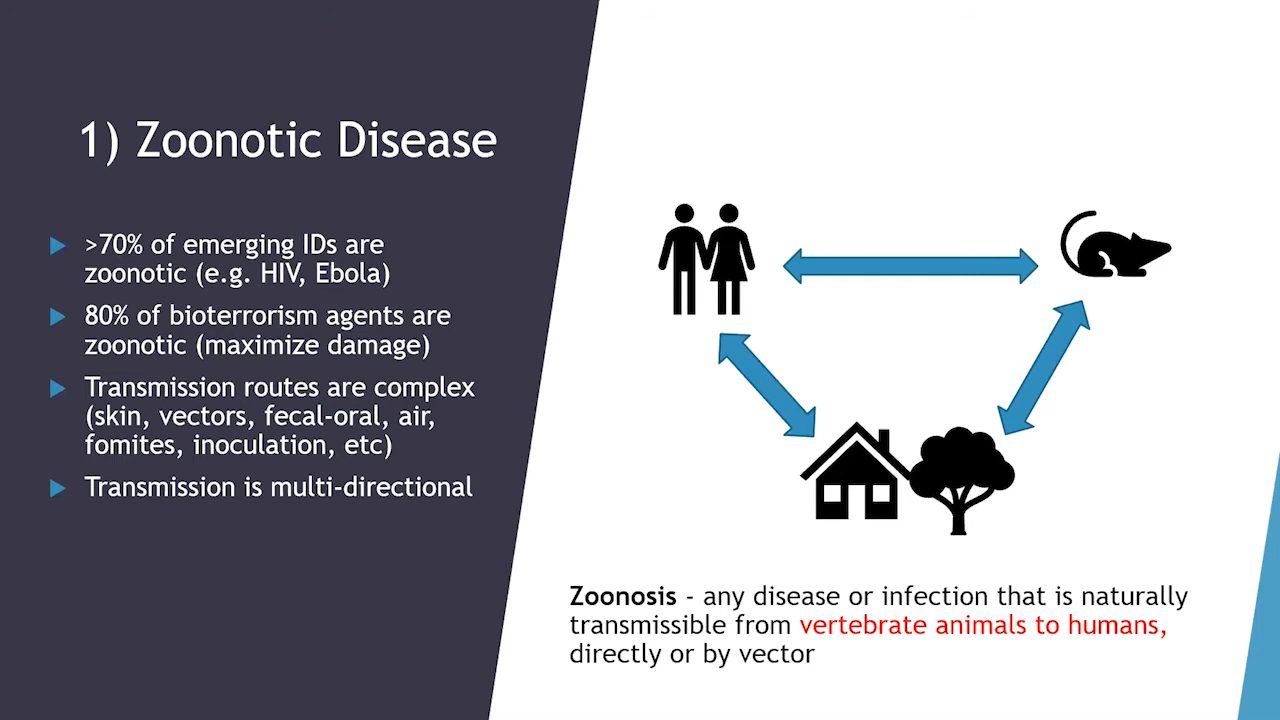 1) Zoonotic Disease
>70% of emerging IDs are
zoonotic (e.g. HIV, Ebola)
80% of bioterrorism agents are
zoonotic (maximize damage)
Transmission routes are complex
(skin, vectors, fecal-oral, air,
fomites, inoculation, etc)
Transmission is multi-directional
Zoonosis - any disease or infection that is naturally
transmissible from vertebrate animals to humans,
directly or by vector